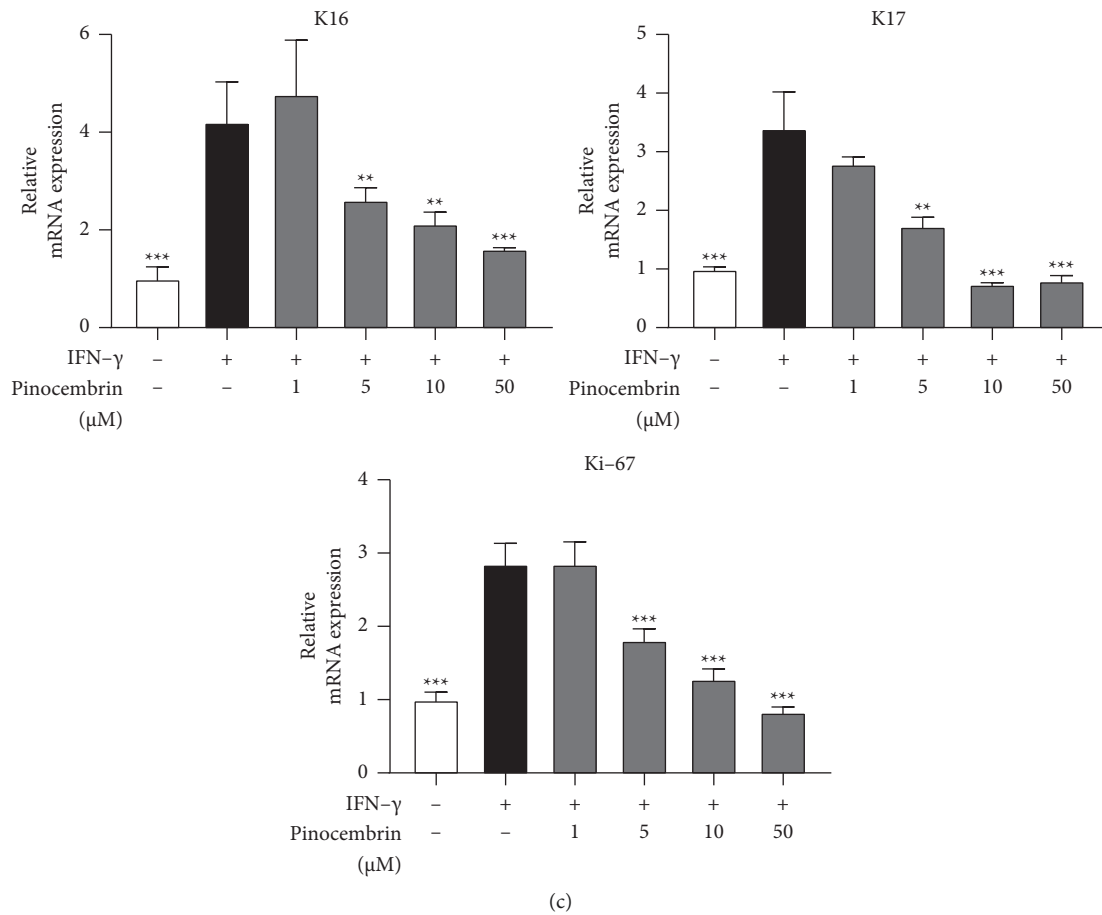 K16
Relative
mRNA expression
6
4
2
0
***
**
**
***
IFN–γ – + + + + +
Pinocembrin – – 1 5 10 50
(μM)
K17
Relative
mRNA expression
5
4
3
2
1
0
***
**
***
***
IFN–γ – + + + + +
Pinocembrin – – 1 5 10 50
(μM)
Ki–67
Relative
mRNA expression
4
3
2
1
0
***
***
***
***
IFN–γ – + + + + +
Pinocembrin – – 1 5 10 50
(μM)
(c)